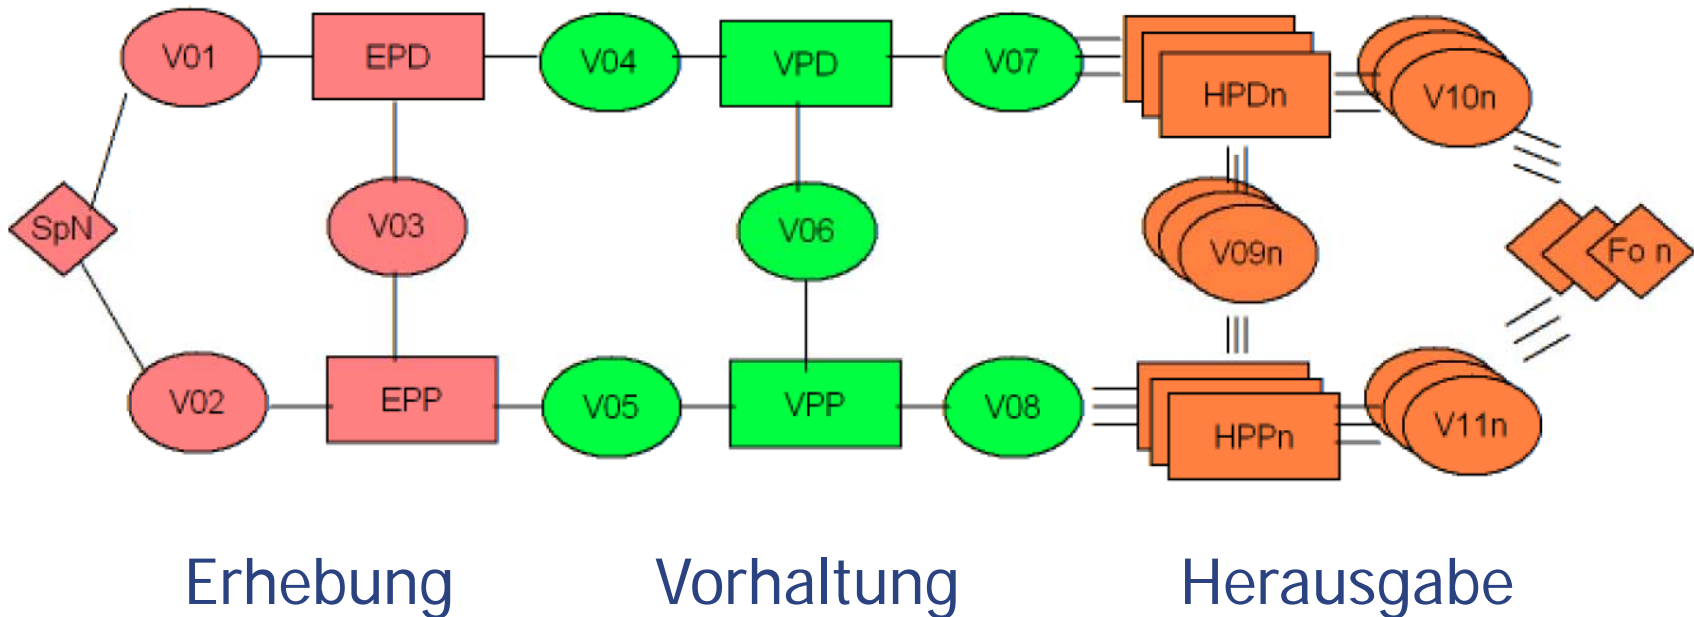 V01 EPD V04 VPD V07 HPDn V10n
SpN V03 V06 V09n Fo n
V02 EPP V05 VPP V08 HPPn V11n
Erhebung Vorhaltung Herausgabe